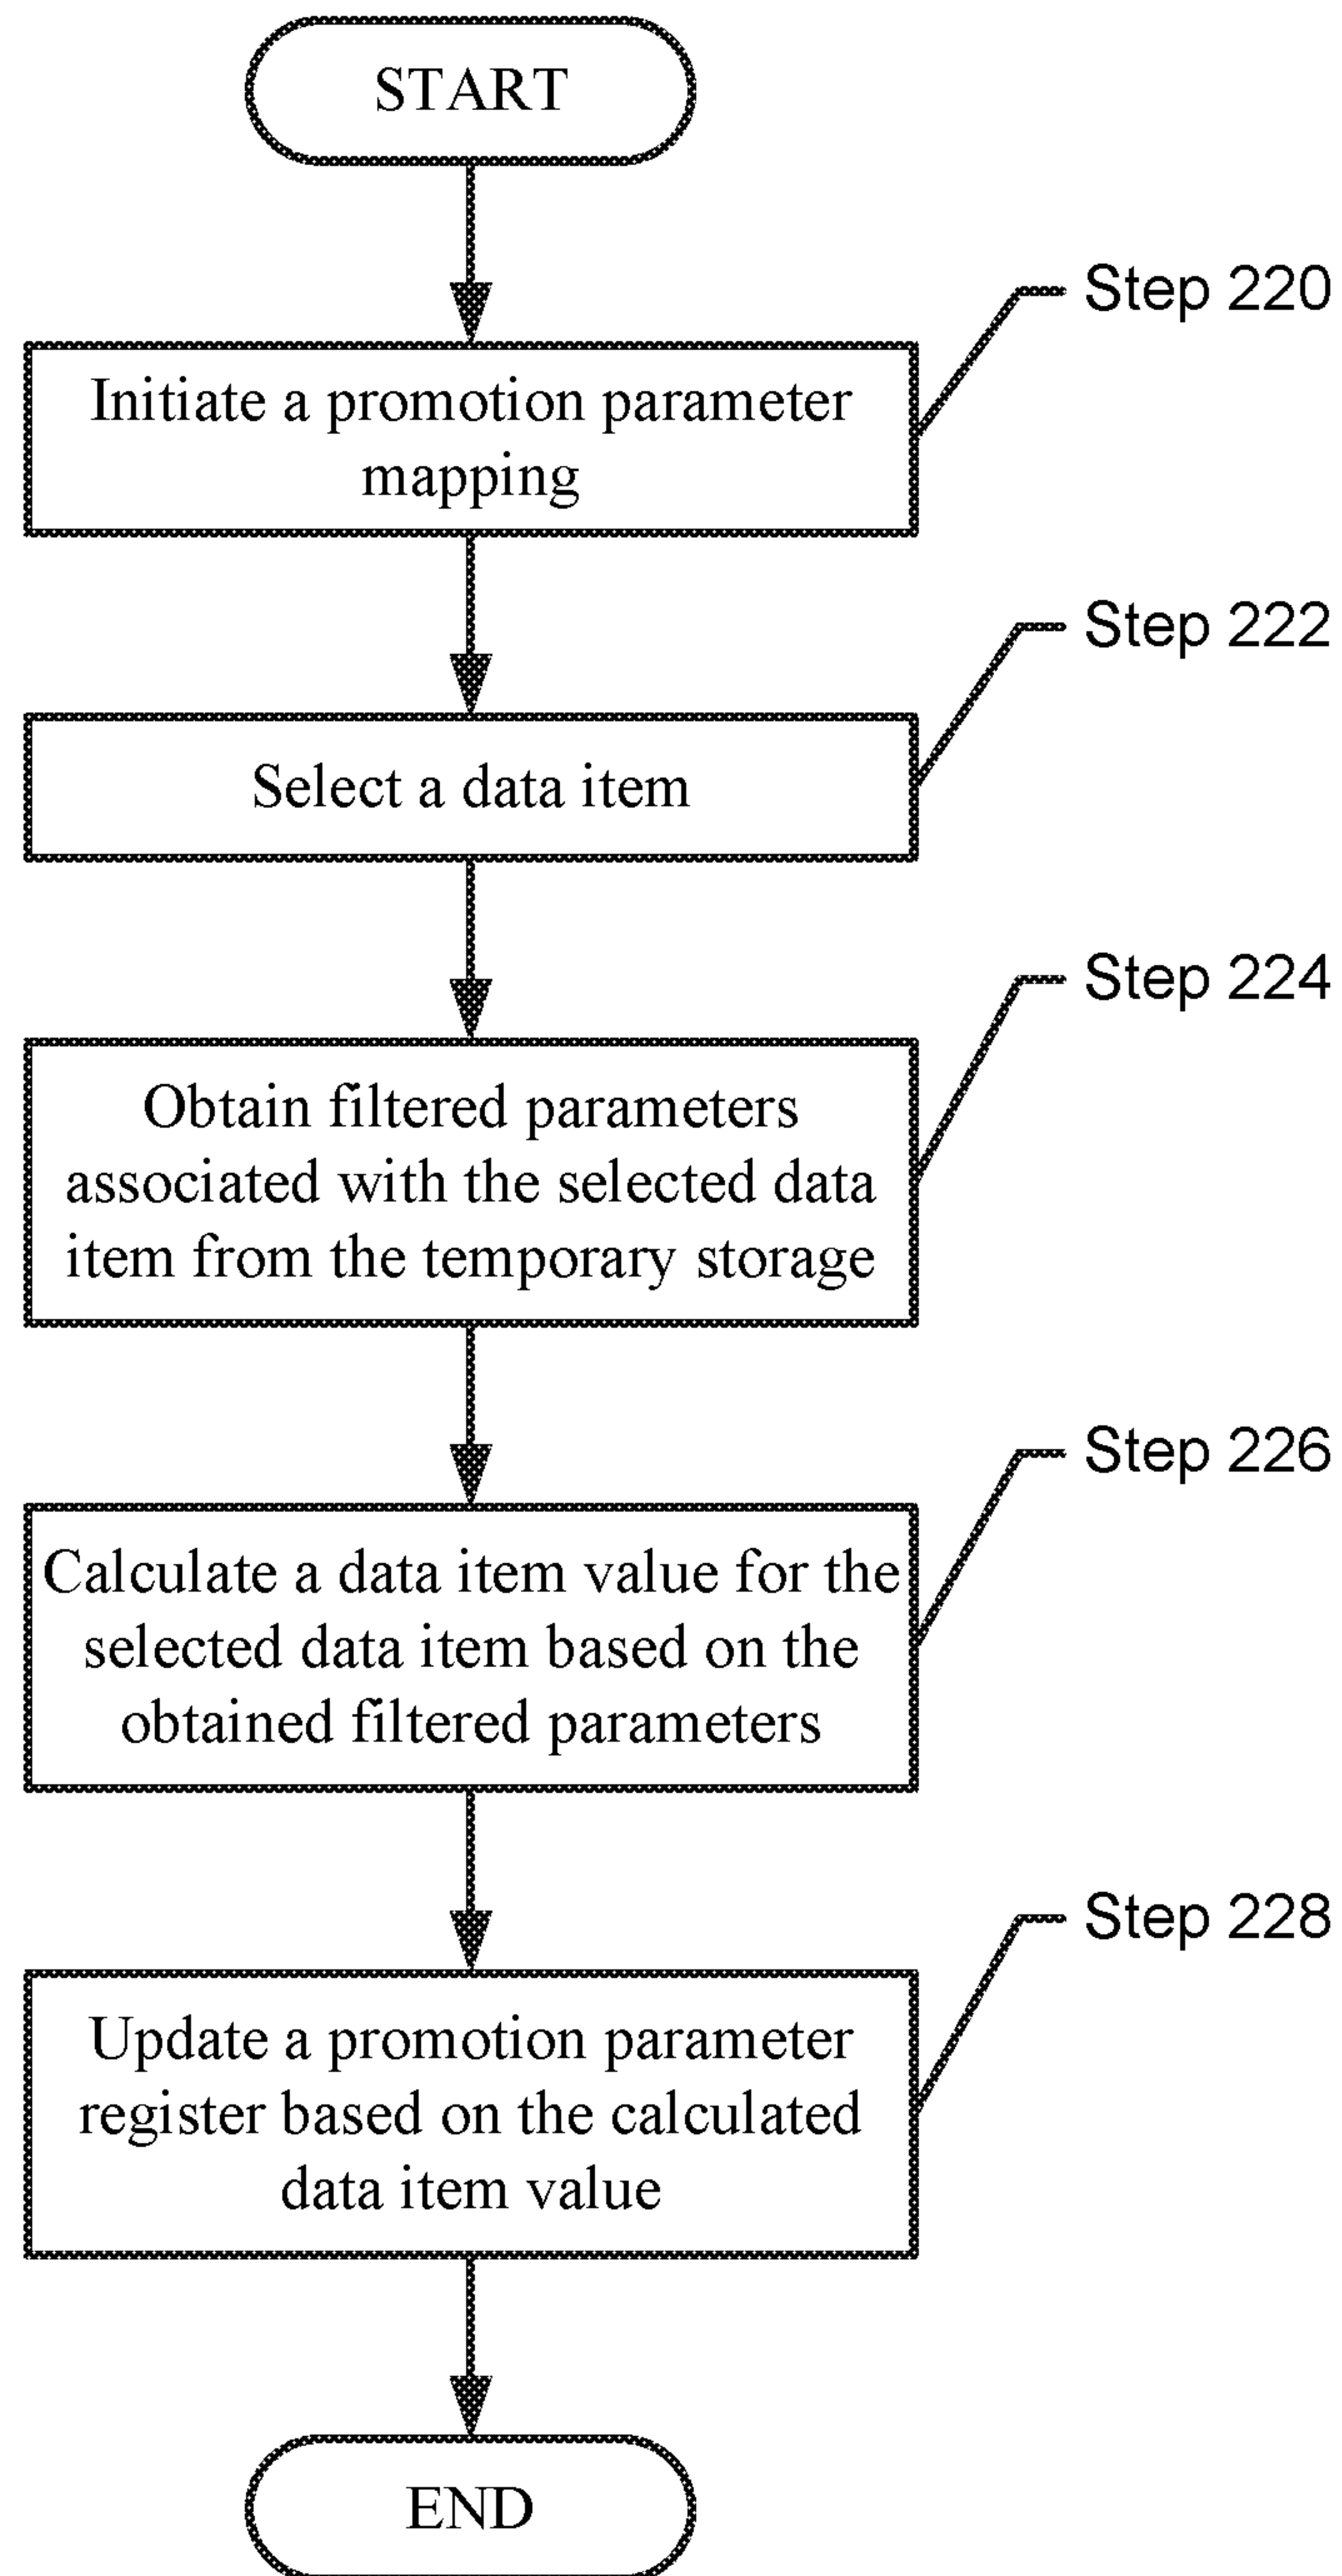 START
Step 220
Initiate a promotion parameter
mapping
Step 222
Select a data item
Step 224
Obtain filtered parameters
associated with the selected data
item from the temporary storage
Step 226
Calculate a data item value for the
selected data item based on the
obtained filtered parameters
Step 228
Update a promotion parameter
register based on the calculated
data item value
END